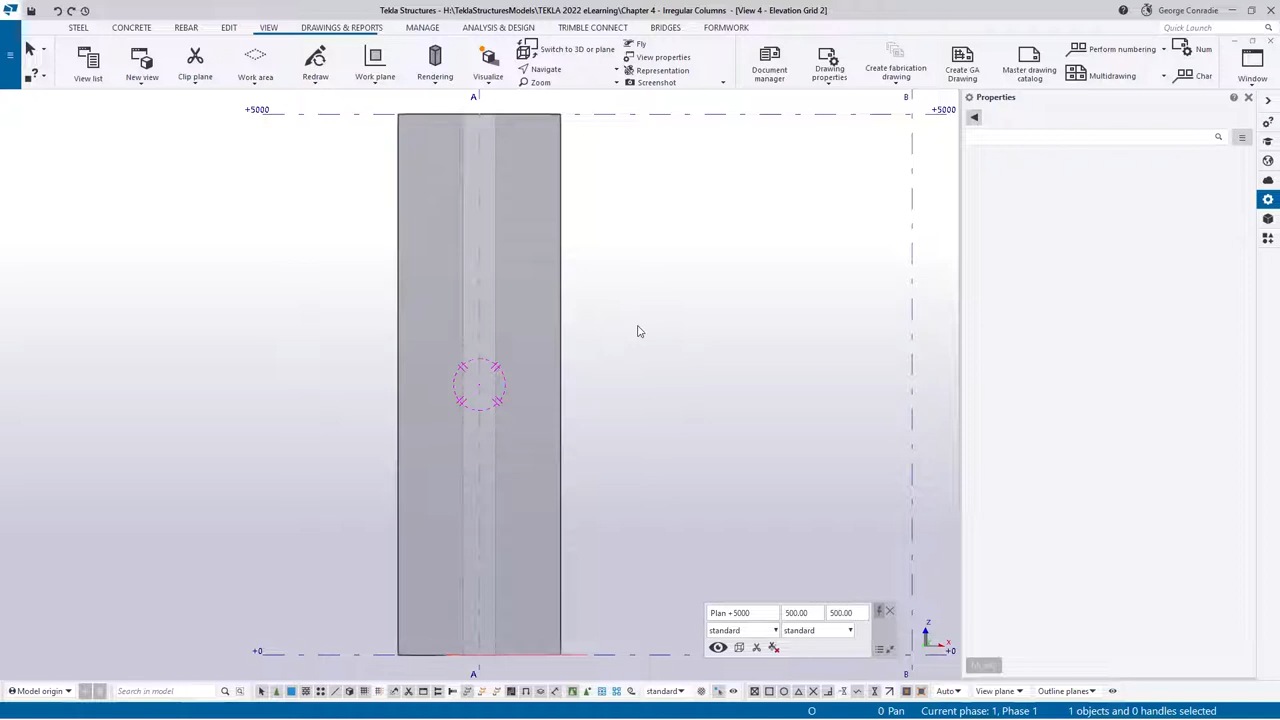 Tekla Structures - H:\TeklaStructuresModels\TEKLA 2022 eLearning\Chapter 4 - Irregular Columns - [View 4 - Elevation Grid 2]
George Conradie
STEEL CONCRETE REBAR EDIT VIEW DRAWINGS & REPORTS MANAGE ANALYSIS & DESIGN TRIMBLE CONNECT BRIDGES FORMWORK
Quick Launch
View list
New view
Clip plane
Work area
Redraw
Work plane
Rendering
Visualize
Switch to 3D or plane
Navigate
Zoom
Fly
View properties
Representation
Screenshot
Document manager
Drawing properties
Create fabrication drawing
Create GA Drawing
Master drawing catalog
Perform numbering
Multidrawing
Num
Char
Window
A
B
+5000
+5000
Properties
Plan +5000 500.00 500.00
standard standard
z
x
+0
+0
A
B
Model origin
Search in model
standard
Auto
View plane
Outline planes
O
0 Pan
Current phase: 1, Phase 1
1 objects and 0 handles selected